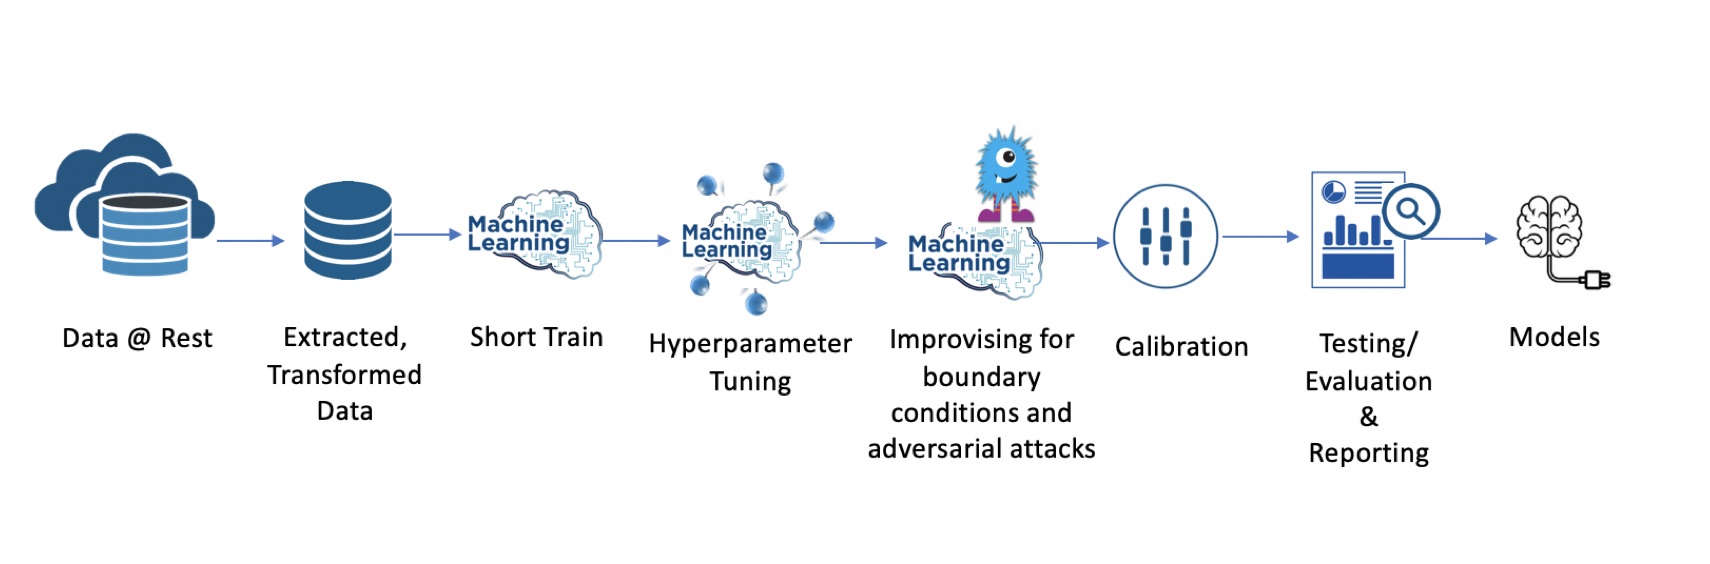 Machine
Learning
Machine
Learning
Machine
Learning
Data @ Rest
Extracted,
Transformed
Data
Short Train
Hyperparameter
Tuning
Improvising for
boundary
conditions and
adversarial attacks
Calibration
Testing/
Evaluation
&
Reporting
Models